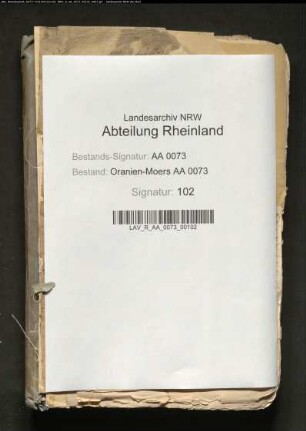 Landesarchiv NRW
Abteilung Rheinland
Bestands-Signatur: AA 0073
Bestand: Oranien-Moers AA 0073
Signatur: 102
LAV_R_AA_0073_00102